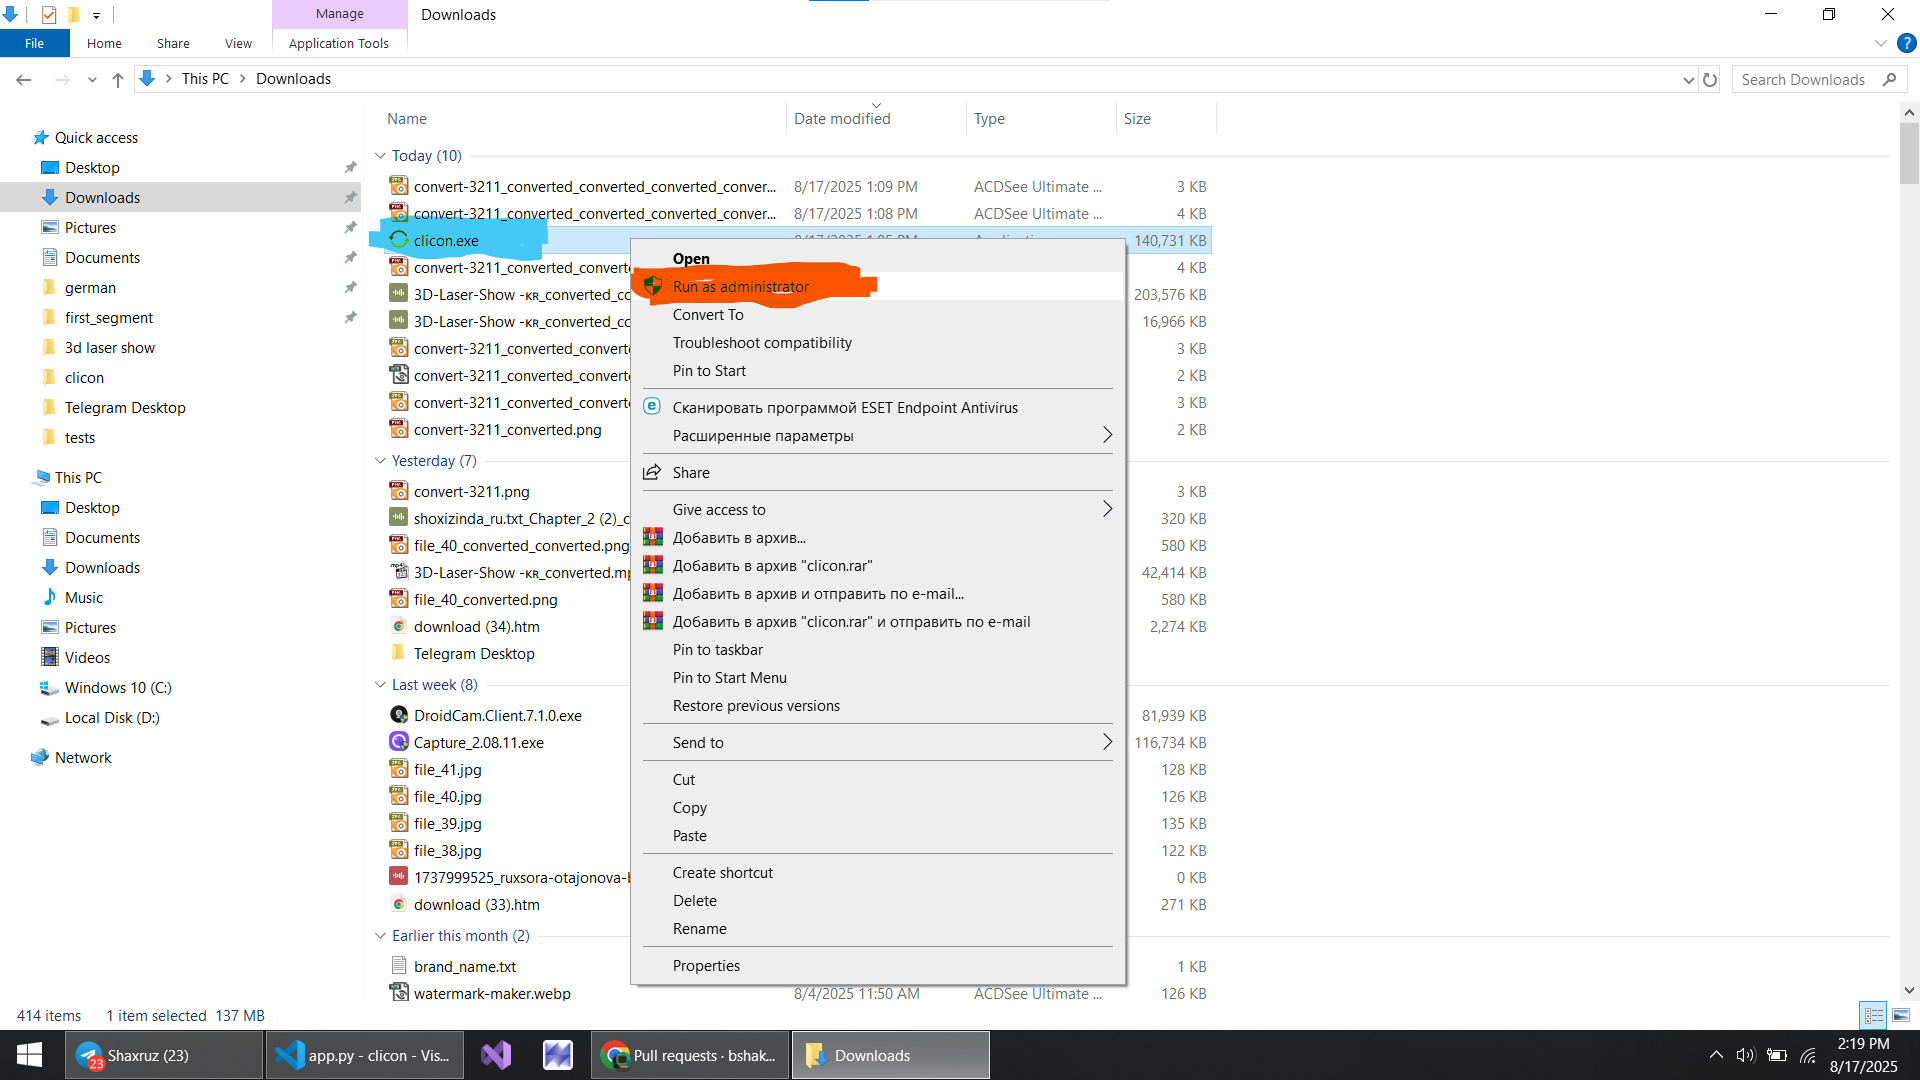 Manage
Downloads
File
Home
Share
View
Application Tools
This PC
Downloads
Search Downloads
Name
Date modified
Type
Size
Quick access
Desktop
Downloads
Pictures
Documents
german
first_segment
3d laser show
clicon
Telegram Desktop
tests
This PC
Desktop
Documents
Downloads
Music
Pictures
Videos
Windows 10 (C:)
Local Disk (D:)
Network
Today (10)
convert-3211_converted_converted_converted_conver... 8/17/2025 1:09 PM ACDSee Ultimate ... 3 KB
convert-3211_converted_converted_converted_conver... 8/17/2025 1:08 PM ACDSee Ultimate ... 4 KB
clicon.exe 140,731 KB
convert-3211_converted_converte 4 KB
3D-Laser-Show -ᴋʀ_converted_co 203,576 KB
3D-Laser-Show -ᴋʀ_converted_co 16,966 KB
convert-3211_converted_converte 3 KB
convert-3211_converted_converte 2 KB
convert-3211_converted_converte 3 KB
convert-3211_converted.png 2 KB
Yesterday (7)
convert-3211.png 3 KB
shoxizinda_ru.txt_Chapter_2 (2)_c 320 KB
file_40_converted_converted.png 580 KB
3D-Laser-Show -ᴋʀ_converted.mp 42,414 KB
file_40_converted.png 580 KB
download (34).htm 2,274 KB
Telegram Desktop
Last week (8)
DroidCam.Client.7.1.0.exe 81,939 KB
Capture_2.08.11.exe 116,734 KB
file_41.jpg 128 KB
file_40.jpg 126 KB
file_39.jpg 135 KB
file_38.jpg 122 KB
1737999525_ruxsora-otajonova- 0 KB
download (33).htm 271 KB
Earlier this month (2)
brand_name.txt 1 KB
watermark-maker.webp 8/4/2025 11:50 AM ACDSee Ultimate ... 126 KB
Open
Run as administrator
Convert To
Troubleshoot compatibility
Pin to Start
Сканировать программой ESET Endpoint Antivirus
Расширенные параметры
Share
Give access to
Добавить в архив...
Добавить в архив "clicon.rar"
Добавить в архив и отправить по e-mail...
Добавить в архив "clicon.rar" и отправить по e-mail
Pin to taskbar
Pin to Start Menu
Restore previous versions
Send to
Cut
Copy
Paste
Create shortcut
Delete
Rename
Properties
414 items 1 item selected 137 MB
23
Shaxruz (23)
app.py - clicon - Vis...
Pull requests · bshak...
Downloads
2:19 PM
8/17/2025